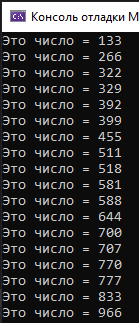 Консоль отладки М
Это число = 133
Это число = 266
Это число = 322
Это число = 329
Это число = 392
Это число = 399
Это число = 455
Это число = 511
Это число = 518
Это число = 581
Это число = 588
Это число = 644
Это число = 700
Это число = 707
Это число = 770
Это число = 777
Это число = 833
Это число = 966